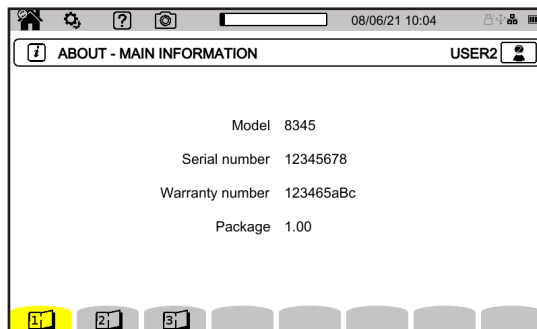 ?
08/06/21 10:04
i ABOUT - MAIN INFORMATION USER2
Model 8345
Serial number 12345678
Warranty number 123465aBc
Package 1.00
1 2 3